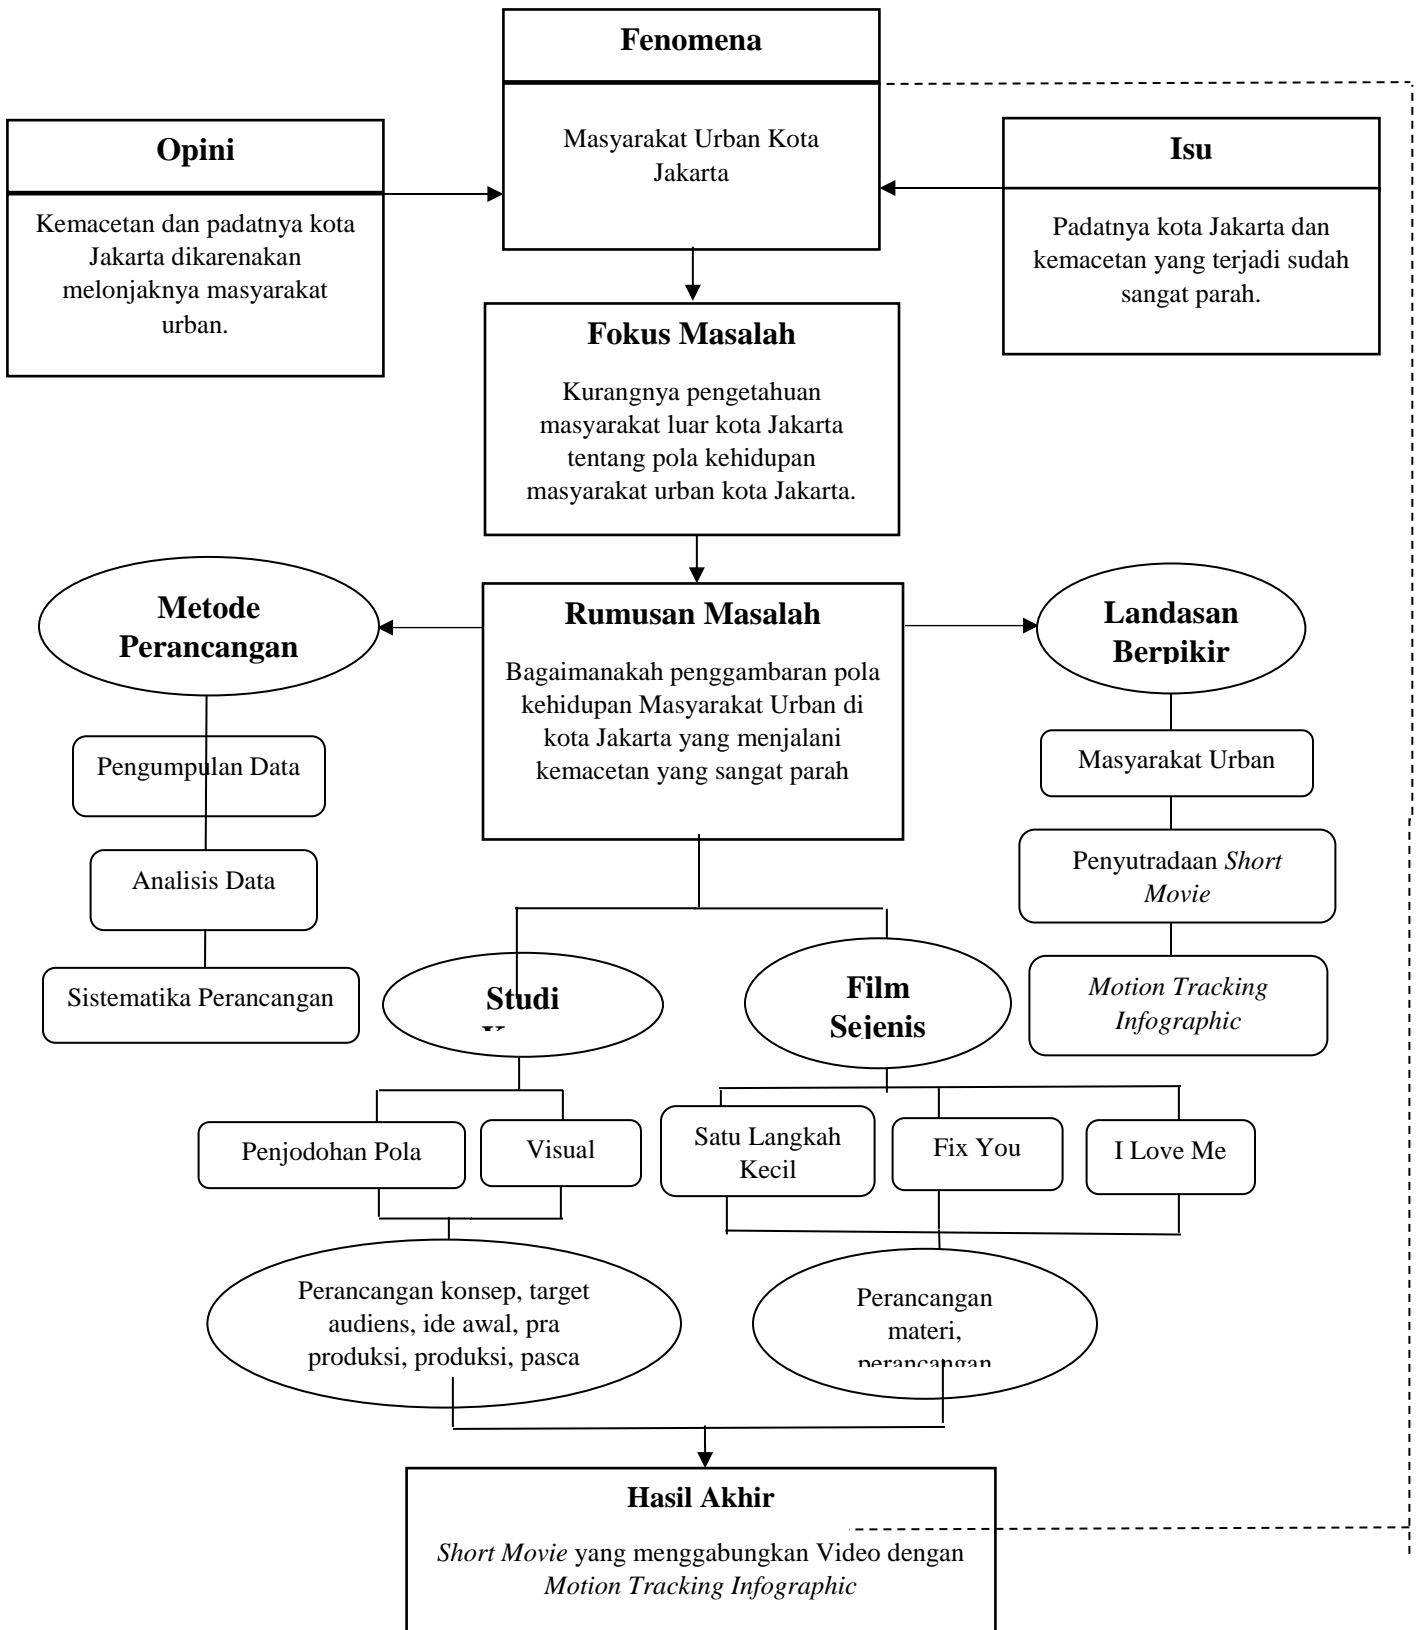 Fenomena
Masyarakat Urban Kota
Jakarta
Opini
Kemacetan dan padatnya kota
Jakarta dikarenakan
melonjaknya masyarakat
urban.
Isu
Padatnya kota Jakarta dan
kemacetan yang terjadi sudah
sangat parah.
Fokus Masalah
Kurangnya pengetahuan
masyarakat luar kota Jakarta
tentang pola kehidupan
masyarakat urban kota Jakarta.
Metode
Perancangan
Rumusan Masalah
Bagaimanakah penggambaran pola
kehidupan Masyarakat Urban di
kota Jakarta yang menjalani
kemacetan yang sangat parah
Landasan
Berpikir
Pengumpulan Data
Analisis Data
Sistematika Perancangan
Masyarakat Urban
Penyutradaan Short
Movie
Motion Tracking
Infographic
Studi
Film
Sejenis
Penjodohan Pola
Visual
Satu Langkah
Kecil
Fix You
I Love Me
Perancangan konsep, target
audiens, ide awal, pra
produksi, produksi, pasca
Perancangan
materi,
perancangan
Hasil Akhir
Short Movie yang menggabungkan Video dengan
Motion Tracking Infographic